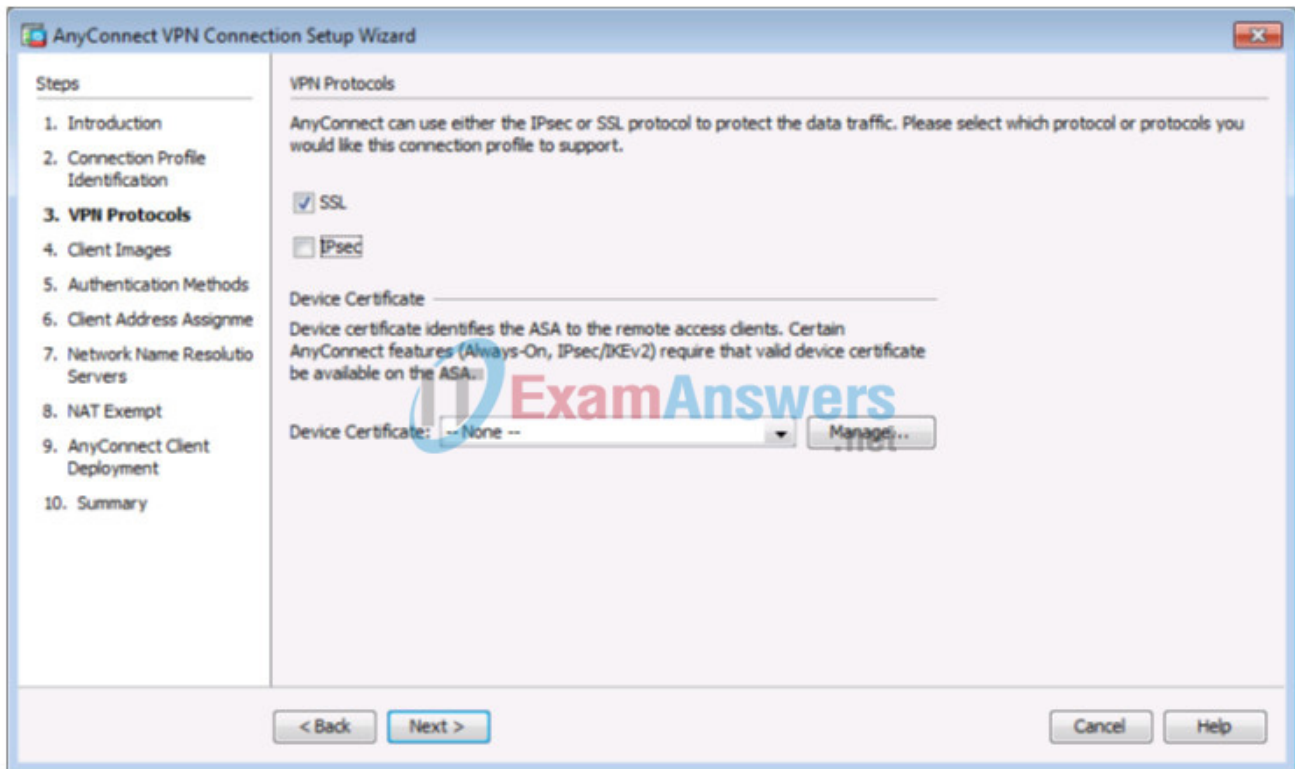 AnyConnect VPN Connection Setup Wizard
Steps
1. Introduction
2. Connection Profile
Identification
3. VPN Protocols
4. Client Images
5. Authentication Methods
6. Client Address Assignme
7. Network Name Resolutio
Servers
8. NAT Exempt
9. AnyConnect Client
Deployment
10. Summary
VPN Protocols
AnyConnect can use either the IPsec or SSL protocol to protect the data traffic. Please select which protocol or protocols you
would like this connection profile to support.
SSL
IPsec
Device Certificate
Device certificate identifies the ASA to the remote access clients. Certain
AnyConnect features (Always-On, IPsec/IKEv2) require that valid device certificate
be available on the ASA.
ITExamAnswers
.net
Device Certificate: -- None -- Manage...
< Back Next > Cancel Help